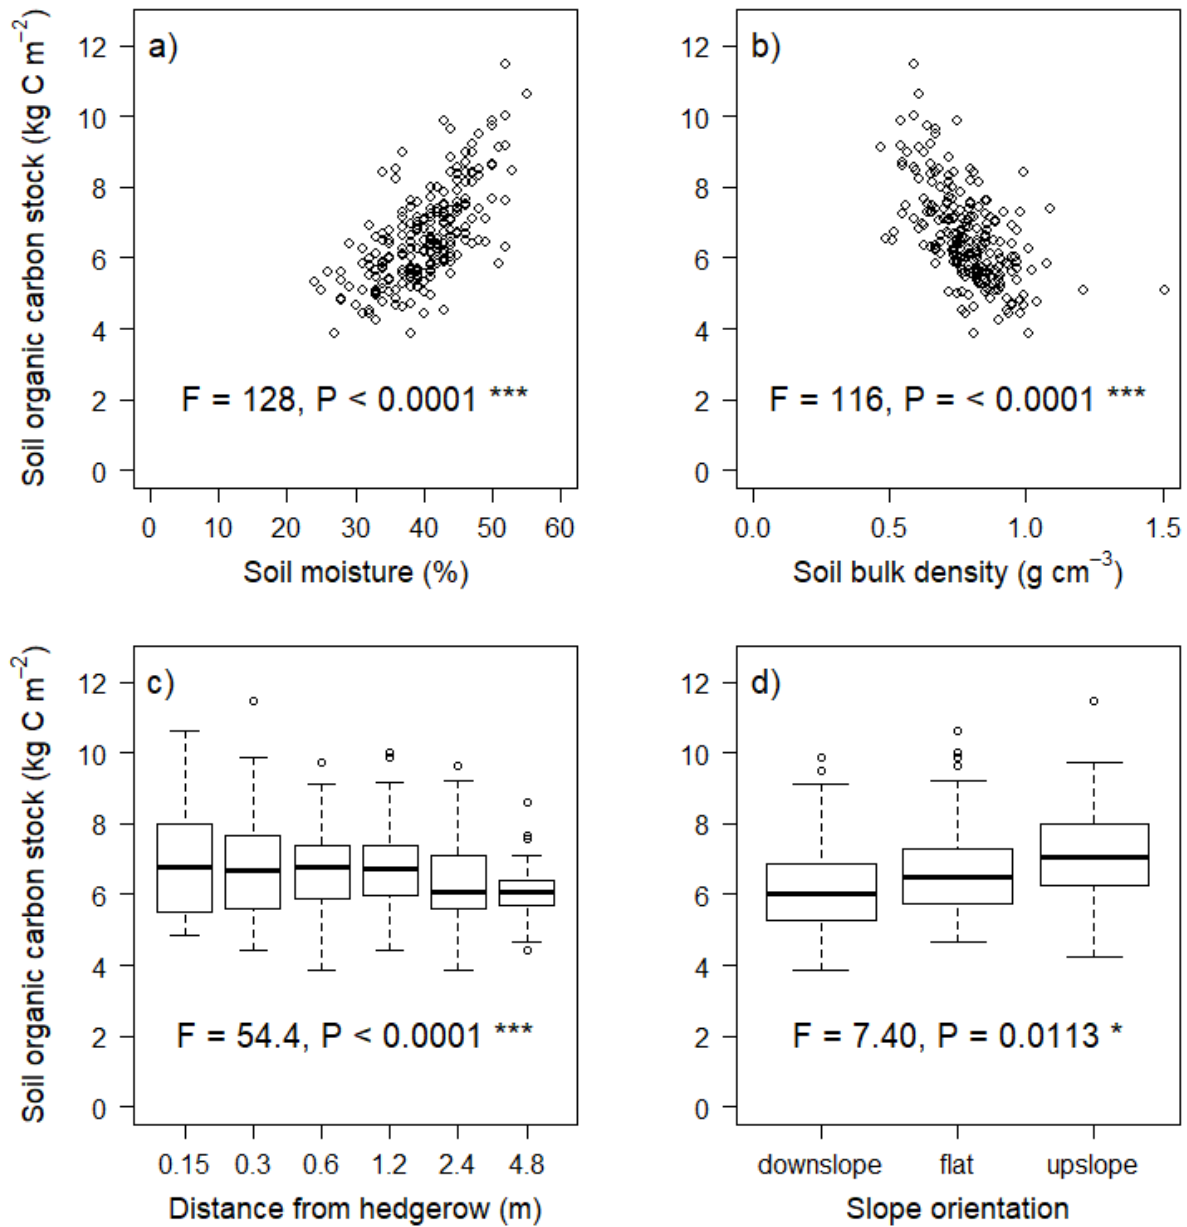 a)
Soil organic carbon stock (kg C m⁻²)
12
10
8
6
4
2
0
F = 128, P < 0.0001 ***
0 10 20 30 40 50 60
Soil moisture (%)
b)
12
10
8
6
4
2
0
F = 116, P = < 0.0001 ***
0.0 0.5 1.0 1.5
Soil bulk density (g cm⁻³)
c)
Soil organic carbon stock (kg C m⁻²)
12
10
8
6
4
2
0
F = 54.4, P < 0.0001 ***
0.15 0.3 0.6 1.2 2.4 4.8
Distance from hedgerow (m)
d)
12
10
8
6
4
2
0
F = 7.40, P = 0.0113 *
downslope flat upslope
Slope orientation